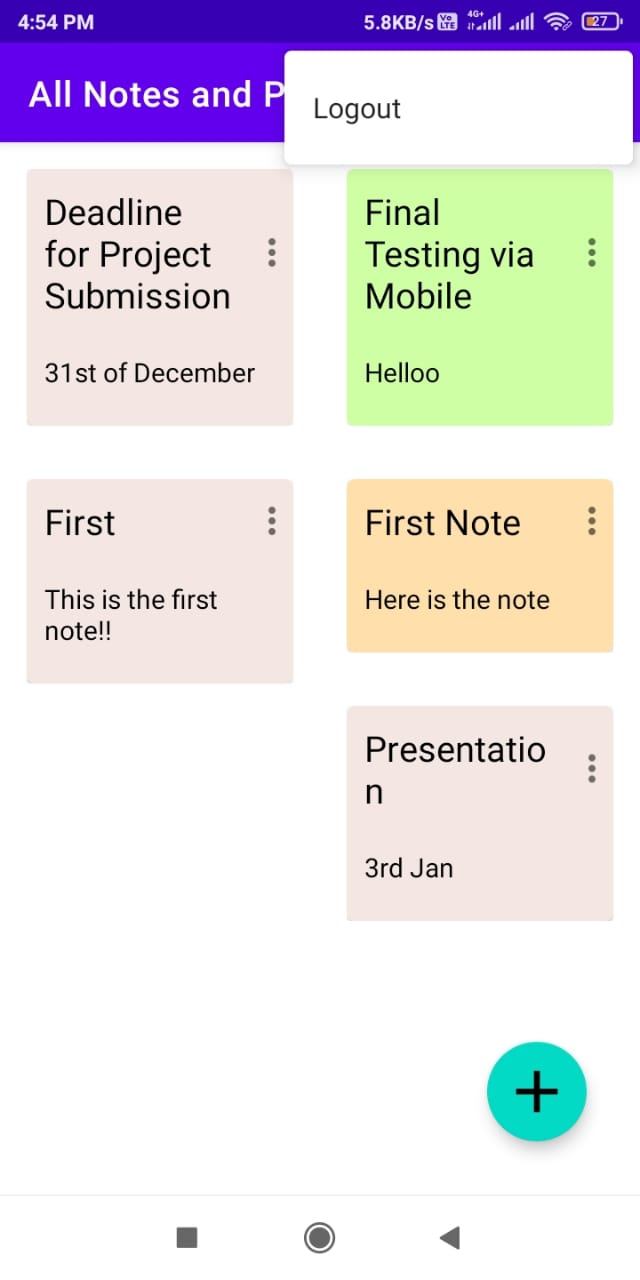 4:54 PM
5.8KB/s Vo LTE 4G+ 27
All Notes and P
Logout
Deadline
for Project
Submission
31st of December
Final
Testing via
Mobile
Helloo
First
This is the first
note!!
First Note
Here is the note
Presentatio
n
3rd Jan